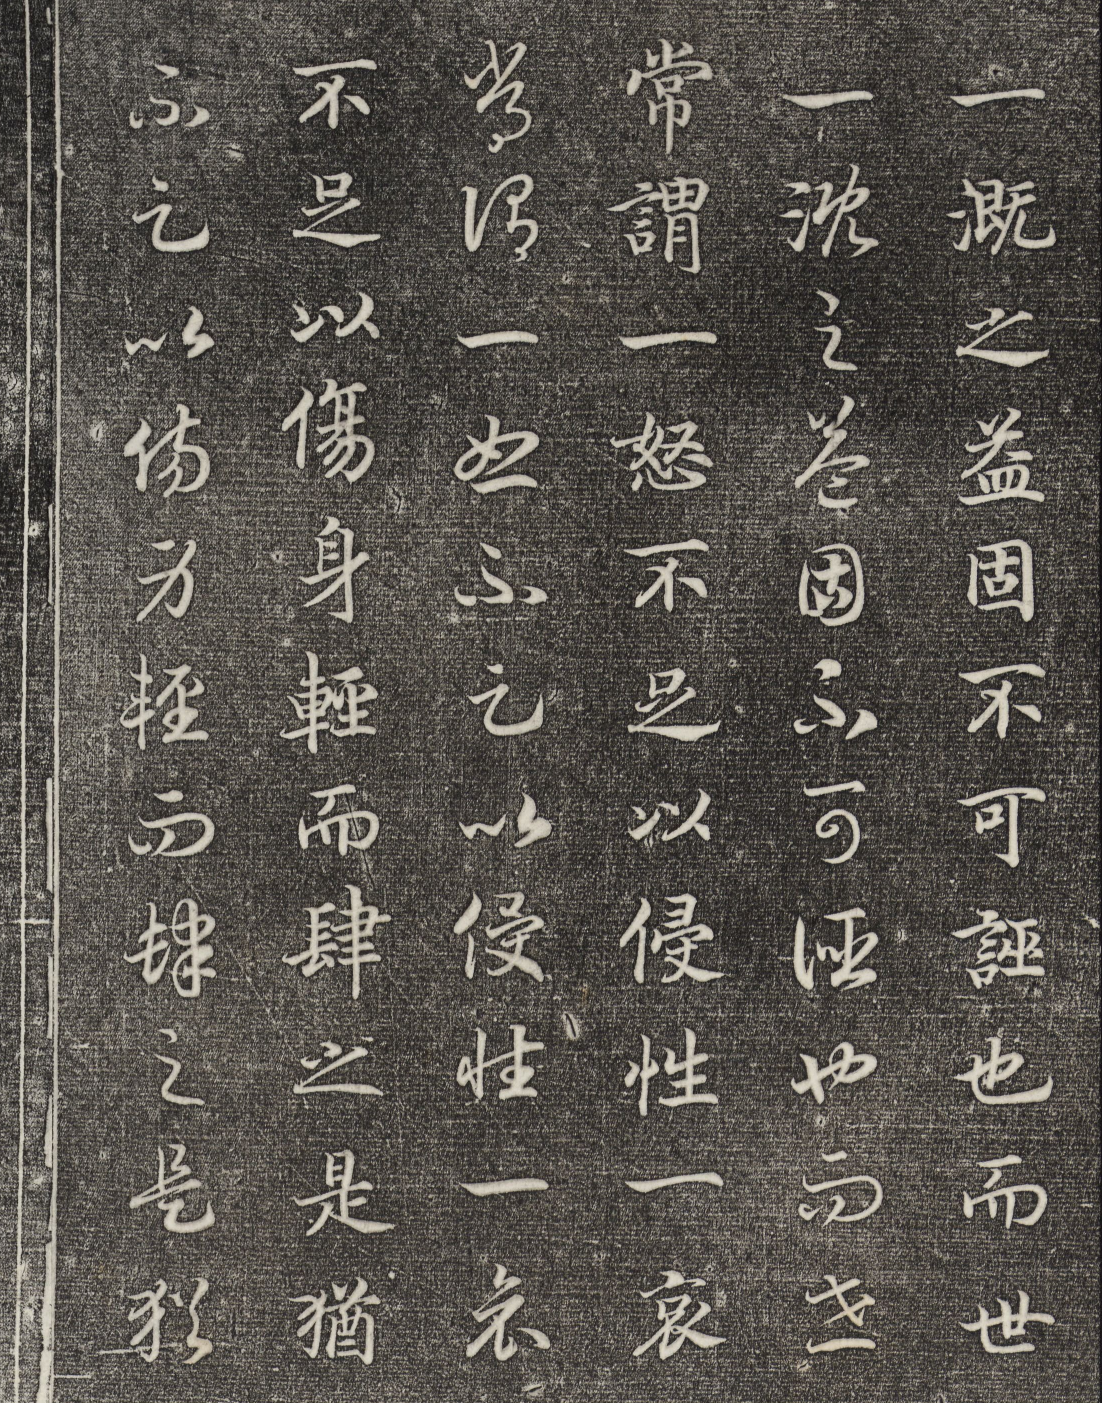 一溉之益固不可誣也而世
一溉之益固不可誣也而世
常謂一怒不足以侵性一哀
常謂一怒不足以侵性一哀
不足以傷身輕而肆之是猶
不足以傷身輕而肆之是猶